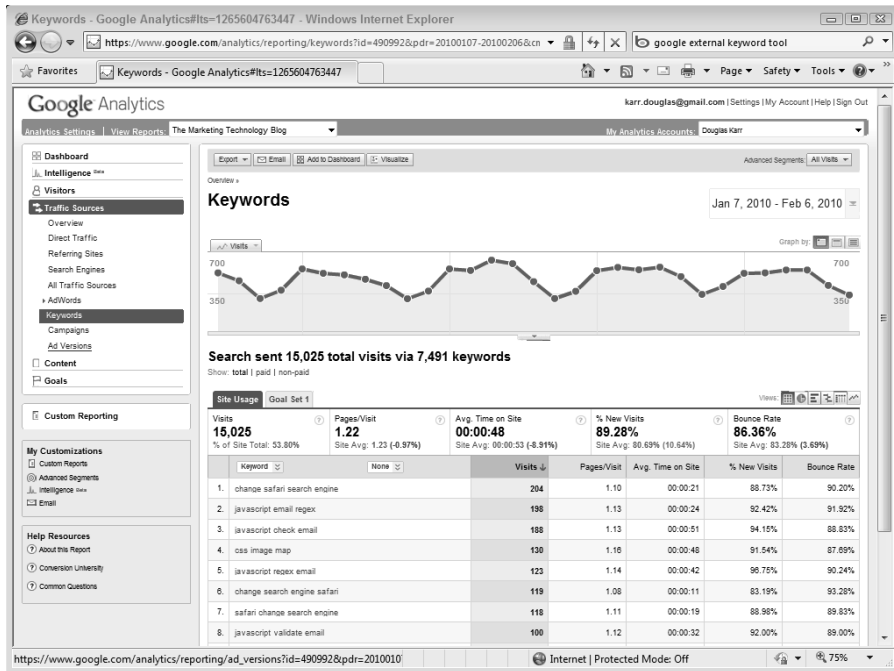 Keywords - Google Analytics#lts=1265604763447 - Windows Internet Explorer
https://www.google.com/analytics/reporting/keywords?id=490992&pdr=20100107-20100206&cn
google external keyword tool
Favorites
Keywords - Google Analytics#lts=1265604763447
Page Safety Tools
Google Analytics
karr.douglas@gmail.com | Settings | My Account | Help | Sign Out
Analytics Settings | View Reports: The Marketing Technology Blog
My Analytics Accounts: Douglas Karr
Dashboard
Intelligence Beta
Visitors
Traffic Sources
Overview
Direct Traffic
Referring Sites
Search Engines
All Traffic Sources
AdWords
Keywords
Campaigns
Ad Versions
Content
Goals
Custom Reporting
My Customizations
Custom Reports
Advanced Segments
Intelligence Beta
Email
Help Resources
About this Report
Conversion University
Common Questions
Export Email Add to Dashboard Visualize
Advanced Segments: All Visits
Overview »
Keywords
Jan 7, 2010 - Feb 6, 2010
Visits
Graph by:
700 700
350 350
Search sent 15,025 total visits via 7,491 keywords
Show: total | paid | non-paid
Site Usage Goal Set 1
Views:
Visits Pages/Visit Avg. Time on Site % New Visits Bounce Rate
15,025 1.22 00:00:48 89.28% 86.36%
% of Site Total: 53.80% Site Avg: 1.23 (-0.97%) Site Avg: 00:00:53 (-8.91%) Site Avg: 80.69% (10.64%) Site Avg: 83.28% (3.69%)
Keyword None Visits Pages/Visit Avg. Time on Site % New Visits Bounce Rate
1. change safari search engine 204 1.10 00:00:21 88.73% 90.20%
2. javascript email regex 198 1.13 00:00:24 92.42% 91.92%
3. javascript check email 188 1.13 00:00:51 94.15% 88.83%
4. css image map 130 1.16 00:00:48 91.54% 87.69%
5. javascript regex email 123 1.14 00:00:42 96.75% 90.24%
6. change search engine safari 119 1.08 00:00:11 83.19% 93.28%
7. safari change search engine 118 1.11 00:00:19 88.98% 89.83%
8. javascript validate email 100 1.12 00:00:32 92.00% 89.00%
https://www.google.com/analytics/reporting/ad_versions?id=490992&pdr=2010010
Internet | Protected Mode: Off
75%